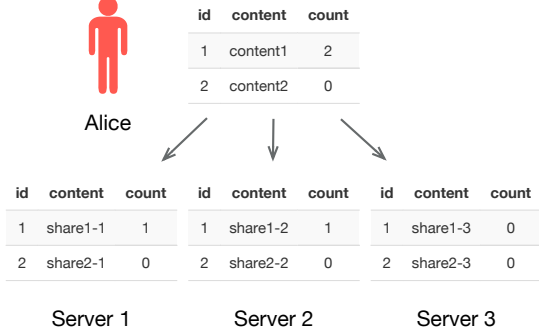 id content count
1 content1 2
2 content2 0
Alice
id content count id content count id content count
1 share1-1 1 1 share1-2 1 1 share1-3 0
2 share2-1 0 2 share2-2 0 2 share2-3 0
Server 1 Server 2 Server 3